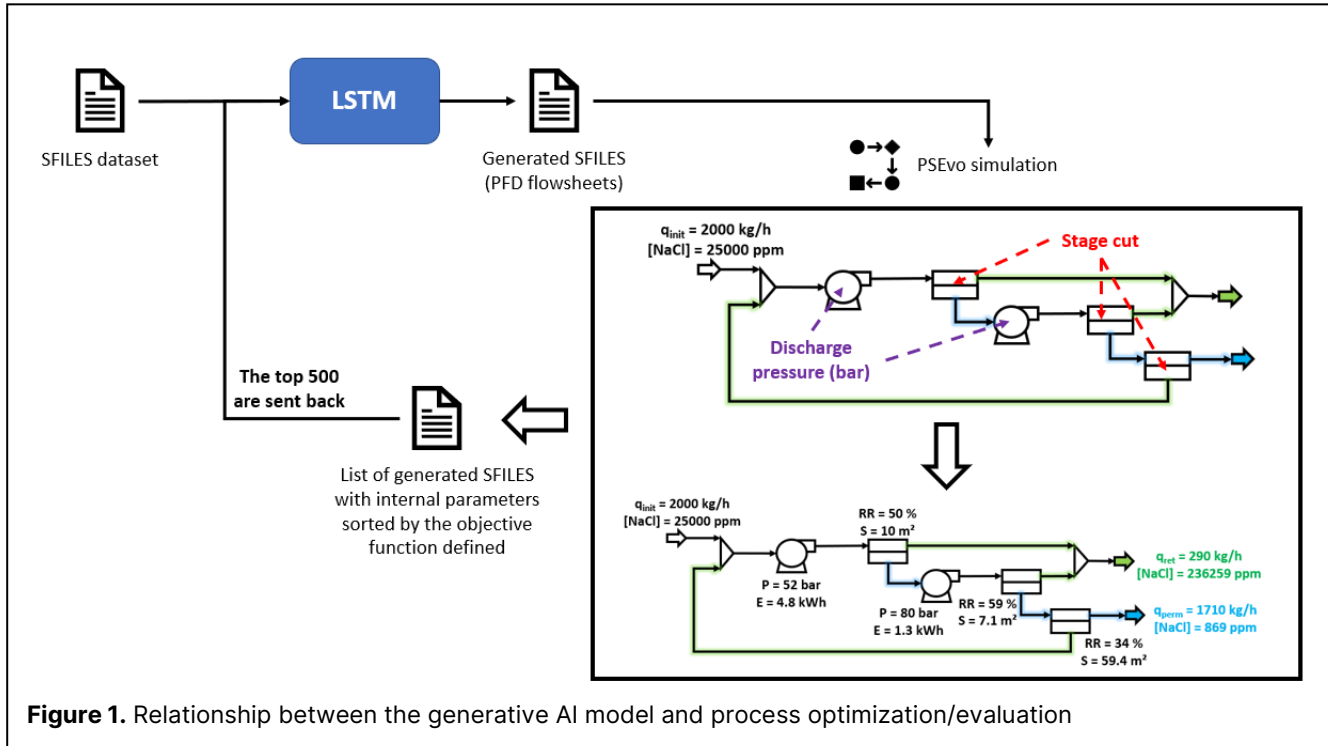 LSTM
SFILES dataset
Generated SFILES
(PFD flowsheets)
PSEvo simulation
q_init = 2000 kg/h
[NaCl] = 25000 ppm
Stage cut
Discharge
pressure (bar)
The top 500
are sent back
List of generated SFILES
with internal parameters
sorted by the objective
function defined
q_init = 2000 kg/h
[NaCl] = 25000 ppm
RR = 50 %
S = 10 m²
P = 52 bar
E = 4.8 kWh
P = 80 bar
E = 1.3 kWh
RR = 59 %
S = 7.1 m²
q_ret = 290 kg/h
[NaCl] = 236259 ppm
q_perm = 1710 kg/h
[NaCl] = 869 ppm
RR = 34 %
S = 59.4 m²
Figure 1. Relationship between the generative AI model and process optimization/evaluation